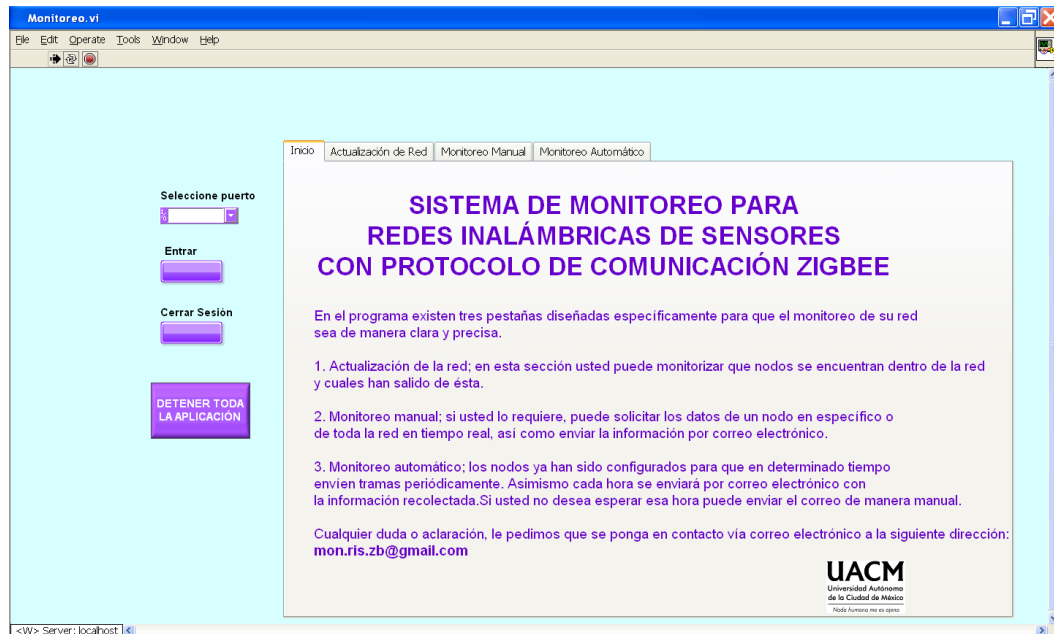 Monitoreo.vi
File Edit Operate Tools Window Help
Inicio Actualización de Red Monitoreo Manual Monitoreo Automático
Seleccione puerto
Entrar
Cerrar Sesión
DETENER TODA
LA APLICACIÓN
SISTEMA DE MONITOREO PARA
REDES INALÁMBRICAS DE SENSORES
CON PROTOCOLO DE COMUNICACIÓN ZIGBEE
En el programa existen tres pestañas diseñadas específicamente para que el monitoreo de su red
sea de manera clara y precisa.
1. Actualización de la red; en esta sección usted puede monitorizar que nodos se encuentran dentro de la red
y cuales han salido de ésta.
2. Monitoreo manual; si usted lo requiere, puede solicitar los datos de un nodo en específico o
de toda la red en tiempo real, así como enviar la información por correo electrónico.
3. Monitoreo automático; los nodos ya han sido configurados para que en determinado tiempo
envíen tramas periódicamente. Asimismo cada hora se enviará por correo electrónico con
la información recolectada.Si usted no desea esperar esa hora puede enviar el correo de manera manual.
Cualquier duda o aclaración, le pedimos que se ponga en contacto vía correo electrónico a la siguiente dirección:
mon.ris.zb@gmail.com
UACM
Universidad Autónoma
de la Ciudad de México
Nada humano me es ajeno
<W> Server: localhost